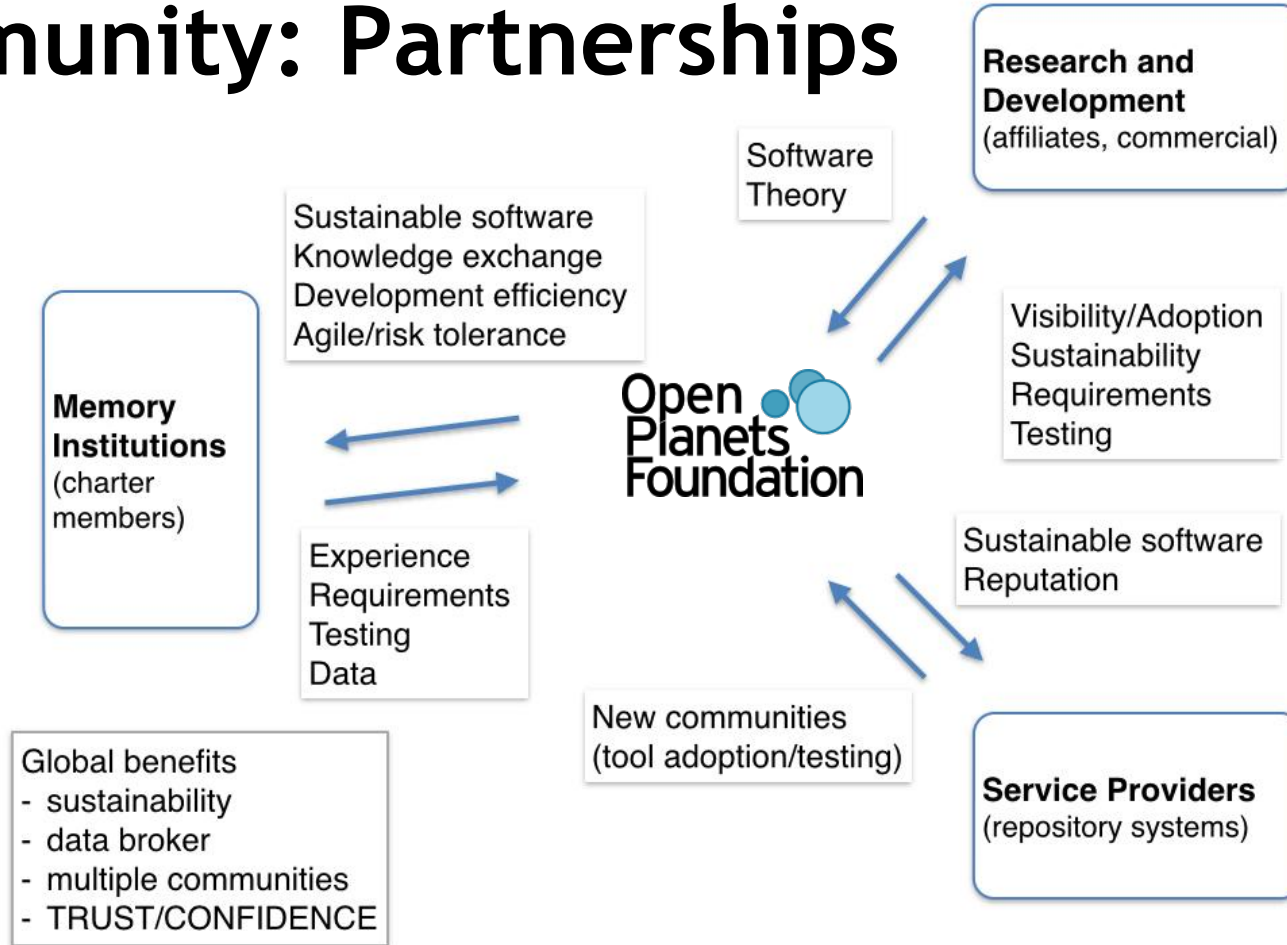 munity: Partnerships
Research and
Development
(affiliates, commercial)
Software
Theory
Sustainable software
Knowledge exchange
Development efficiency
Agile/risk tolerance
Visibility/Adoption
Sustainability
Requirements
Testing
Memory
Institutions
(charter
members)
Open
Planets
Foundation
Experience
Requirements
Testing
Data
Sustainable software
Reputation
New communities
(tool adoption/testing)
Service Providers
(repository systems)
Global benefits
- sustainability
- data broker
- multiple communities
- TRUST/CONFIDENCE